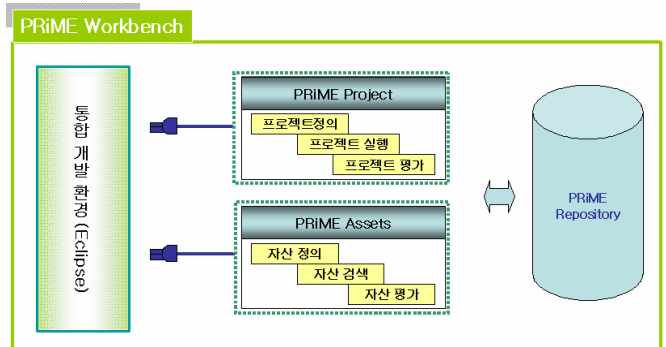 PRiME Workbench
통합 개발 환경 (Eclipse)
PRiME Project
프로젝트정의
프로젝트 실행
프로젝트 평가
PRiME Assets
자산 정의
자산 검색
자산 평가
PRiME
Repository